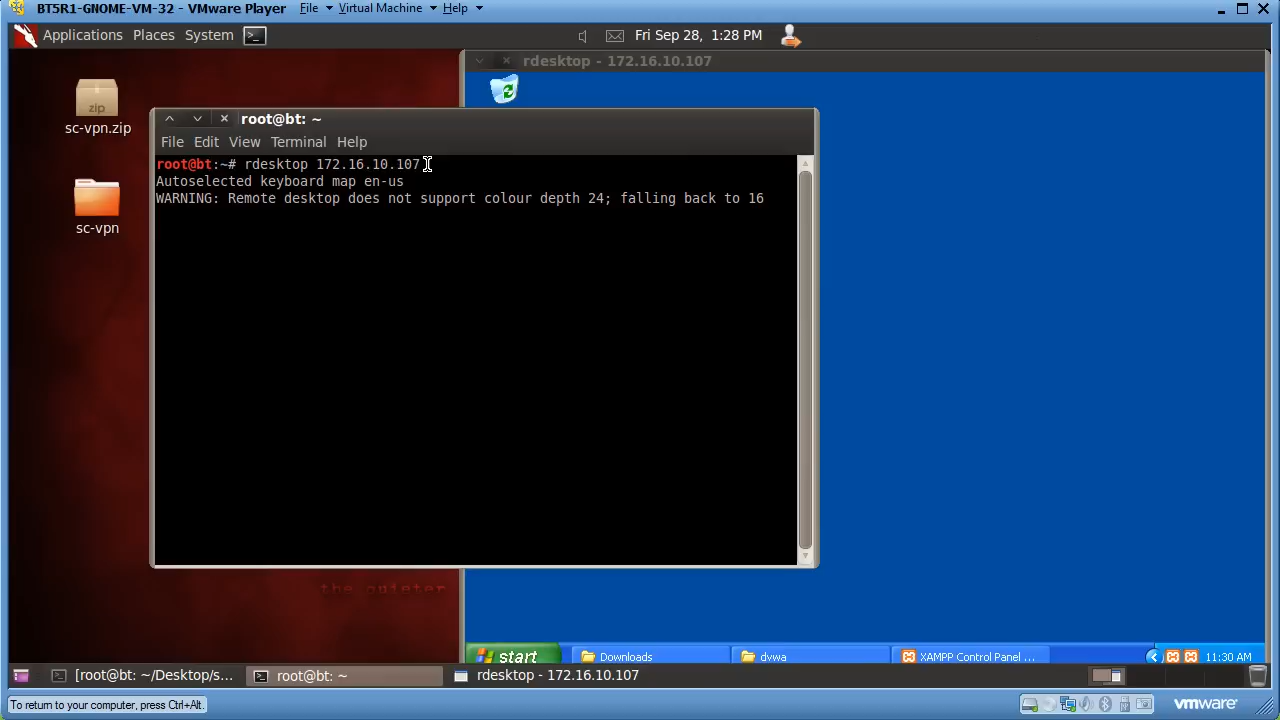 BT5R1-GNOME-VM-32 - VMware Player File Virtual Machine Help
Applications Places System Fri Sep 28, 1:28 PM
rdesktop - 172.16.10.107
zip
sc-vpn.zip
sc-vpn
root@bt: ~
File Edit View Terminal Help
root@bt:~# rdesktop 172.16.10.107
Autoselected keyboard map en-us
WARNING: Remote desktop does not support colour depth 24; falling back to 16
the quieter
start Downloads dvwa XAMPP Control Panel ... 11:30 AM
[root@bt: ~/Desktop/s... root@bt: ~ rdesktop - 172.16.10.107
To return to your computer, press Ctrl+Alt. vmware